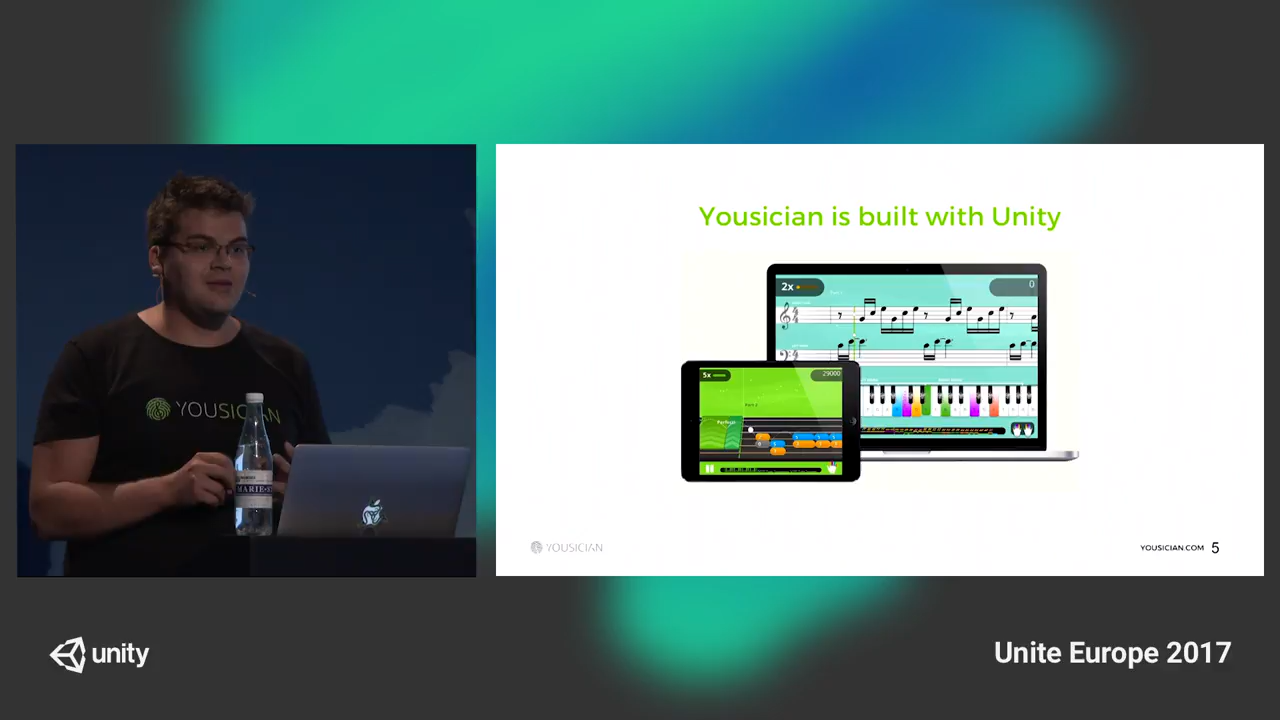 YOUSICIAN
MARIE
Yousician is built with Unity
2x
0
5x
29000
Perfect!
YOUSICIAN
YOUSICIAN.COM 5
unity
Unite Europe 2017